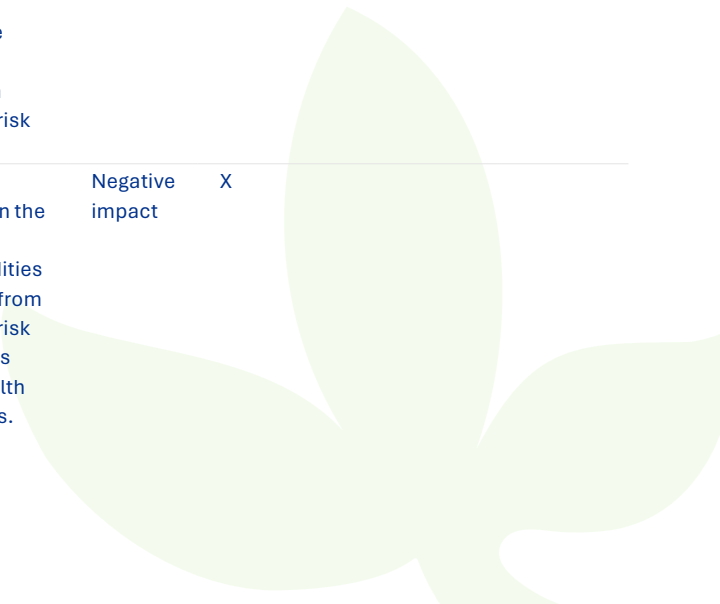 risk
Negative X
impact
n the
lities
from
risk
s
lth
s.